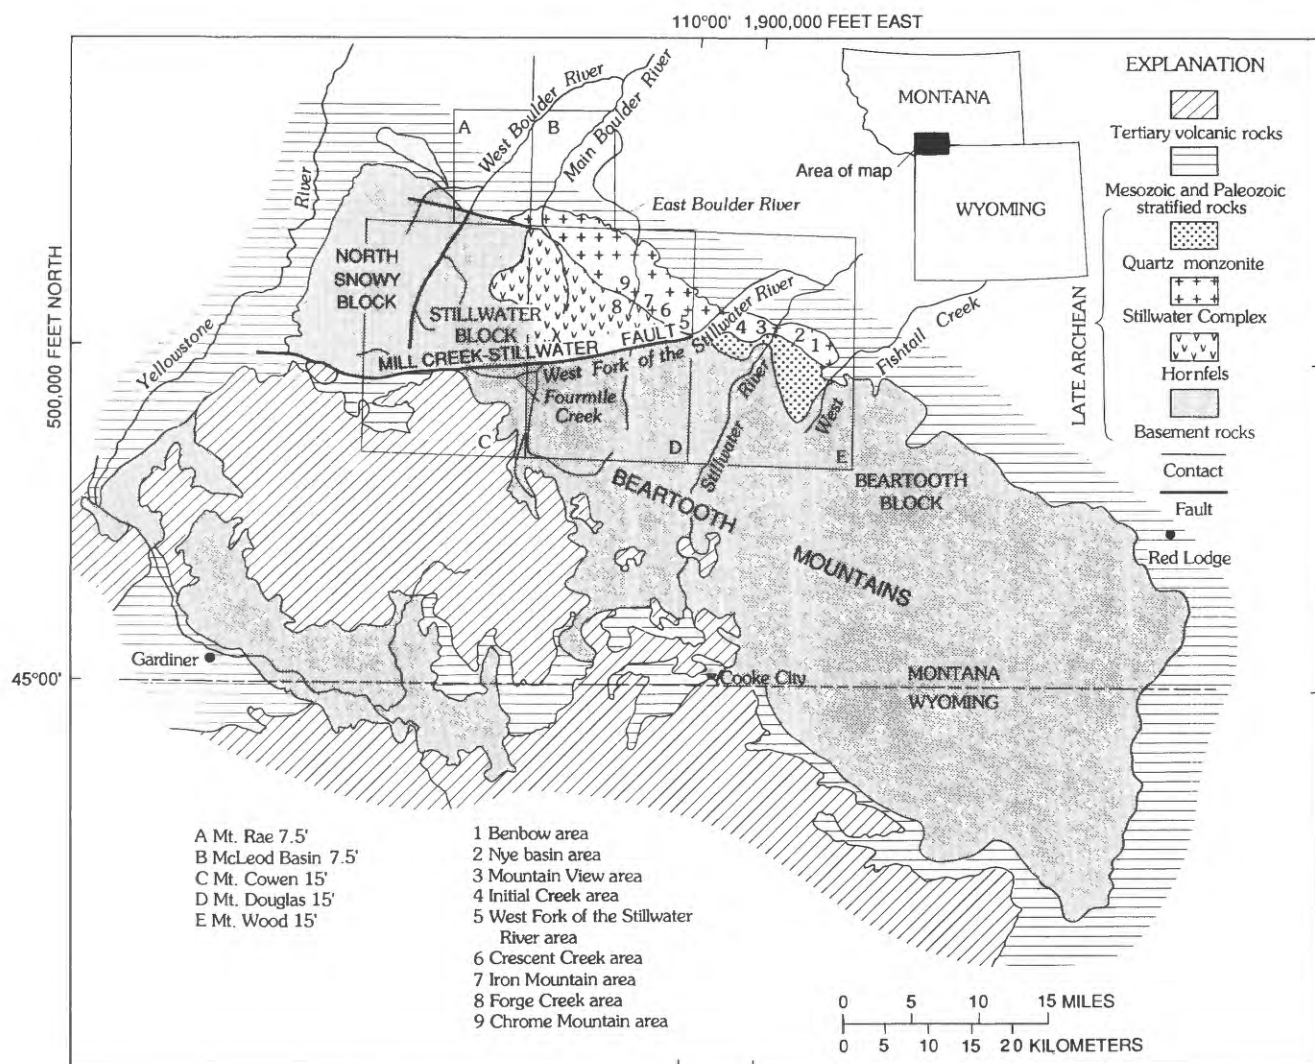 110°00' 1,900,000 FEET EAST
500,000 FEET NORTH
45°00'
EXPLANATION
Tertiary volcanic rocks
Mesozoic and Paleozoic
stratified rocks
Quartz monzonite
Stillwater Complex
Hornfels
Basement rocks
LATE ARCHEAN
Contact
Fault
MONTANA
Area of map
WYOMING
A
B
West Boulder River
Main Boulder River
East Boulder River
River
Yellowstone
NORTH
SNOWY
BLOCK
STILLWATER
BLOCK
MILL CREEK-STILLWATER FAULT
9
8
7
6
5
4
3
2
1
West Fork of the Stillwater River
Fourmile
Creek
Stillwater River
West Fishtail Creek
C
D
E
BEARTOOTH
MOUNTAINS
BEARTOOTH
BLOCK
Red Lodge
Gardiner
Cooke City
MONTANA
WYOMING
A Mt. Rae 7.5'
B McLeod Basin 7.5'
C Mt. Cowen 15'
D Mt. Douglas 15'
E Mt. Wood 15'
1 Benbow area
2 Nye basin area
3 Mountain View area
4 Initial Creek area
5 West Fork of the Stillwater
River area
6 Crescent Creek area
7 Iron Mountain area
8 Forge Creek area
9 Chrome Mountain area
0 5 10 15 MILES
0 5 10 15 20 KILOMETERS